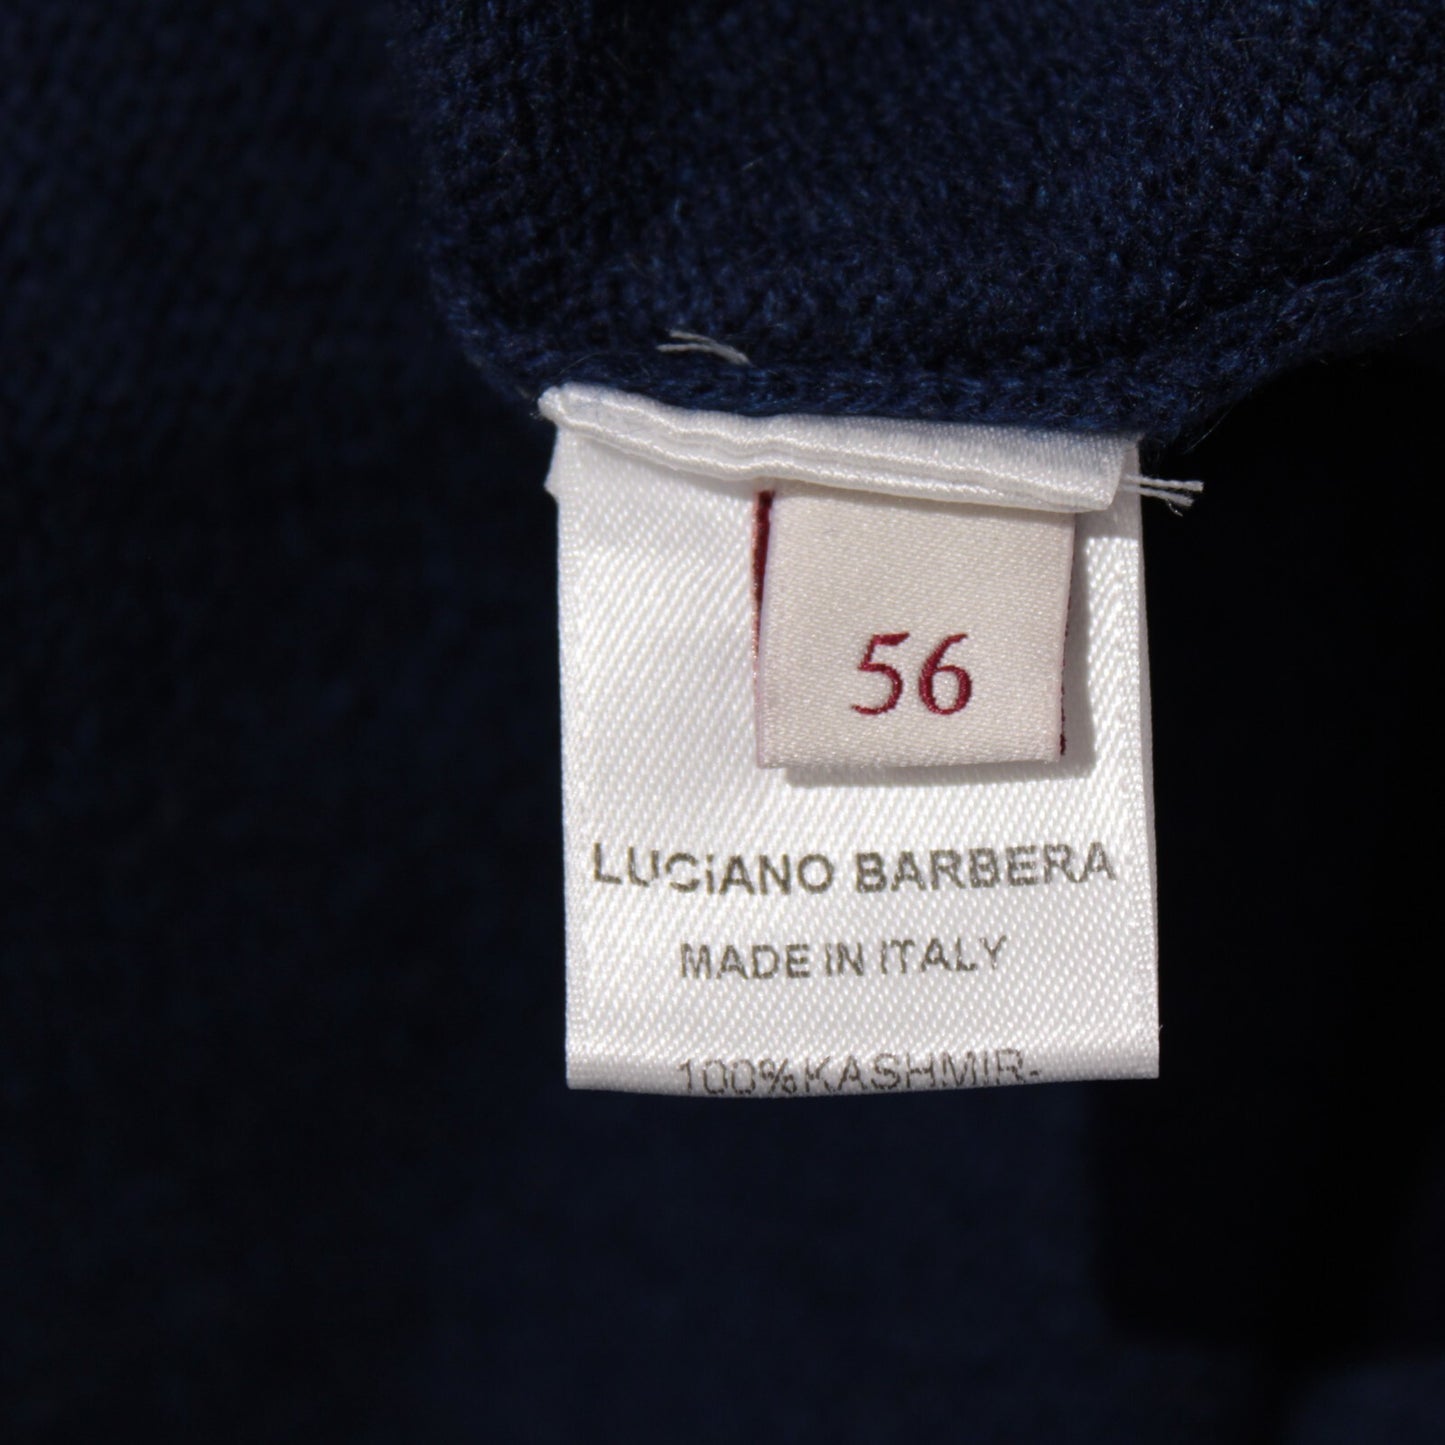 56
LUCiANO BARBERA
MADE IN ITALY
100%KASHMIR-